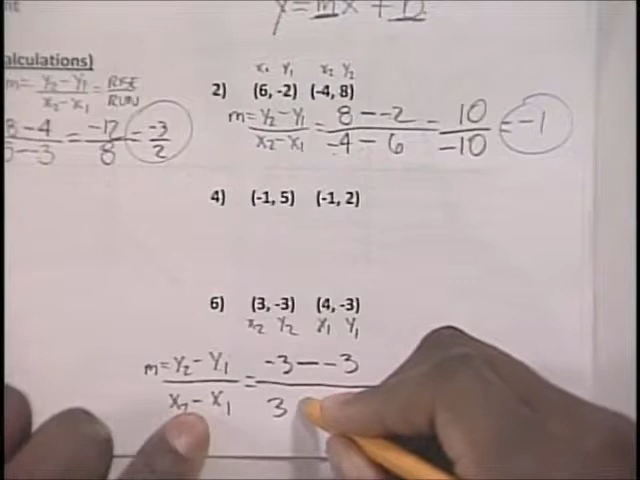 nt
y = mx + b
alculations)
m = Y2 - Y1 / X2 - X1 = RISE / RUN
8 - 4 / 5 - -3 = -12 / 8 = -3 / 2
X1 Y1 X2 Y2
2) (6, -2) (-4, 8)
m = Y2 - Y1 / X2 - X1 = 8 - -2 / -4 - 6 = 10 / -10 = -1
4) (-1, 5) (-1, 2)
6) (3, -3) (4, -3)
X2 Y2 X1 Y1
m = Y2 - Y1 / X2 - X1 = -3 - -3 / 3